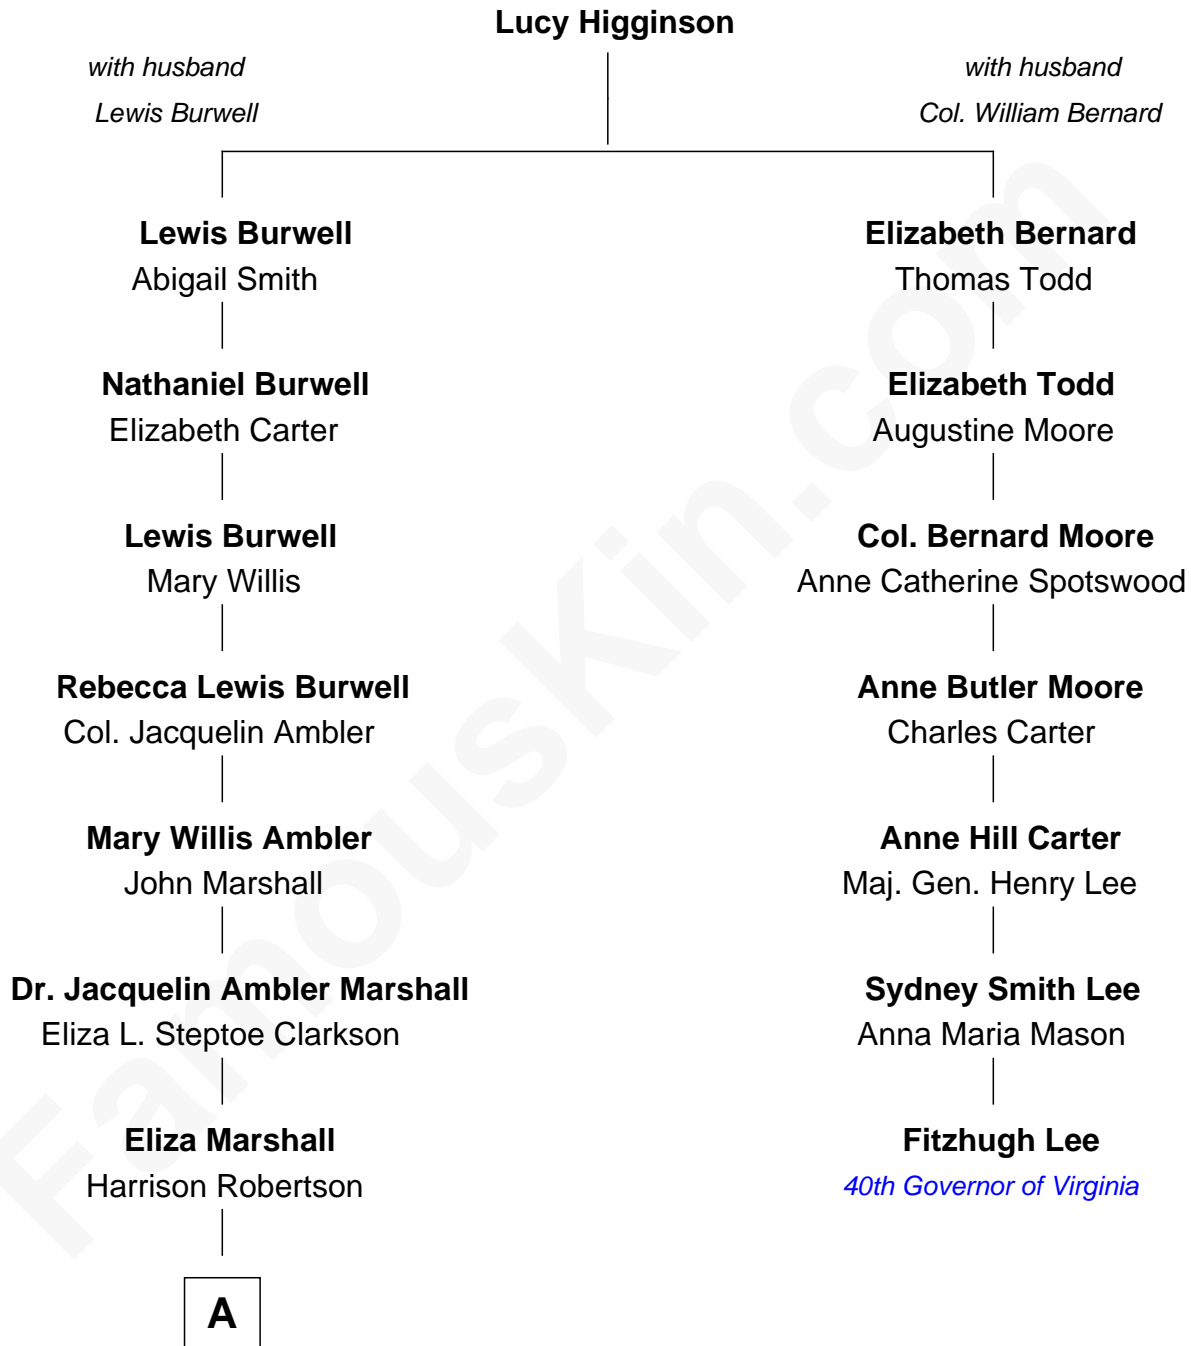 Lucy Higginson
with husband
Lewis Burwell
with husband
Col. William Bernard
Lewis Burwell
Abigail Smith
Elizabeth Bernard
Thomas Todd
Nathaniel Burwell
Elizabeth Carter
Elizabeth Todd
Augustine Moore
Lewis Burwell
Mary Willis
Col. Bernard Moore
Anne Catherine Spotswood
Rebecca Lewis Burwell
Col. Jacquelin Ambler
Anne Butler Moore
Charles Carter
Mary Willis Ambler
John Marshall
Anne Hill Carter
Maj. Gen. Henry Lee
Dr. Jacquelin Ambler Marshall
Eliza L. Steptoe Clarkson
Sydney Smith Lee
Anna Maria Mason
Eliza Marshall
Harrison Robertson
Fitzhugh Lee
40th Governor of Virginia
A
FamousKin.com